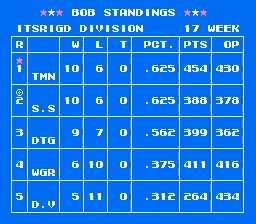 ★★★ BOB STANDINGS ★★★
ITSRIGD DIVISION 17 WEEK
R W L T PCT. PTS OP
1 TMN 10 6 0 .625 454 430
2 S.S 10 6 0 .625 388 378
3 DTG 9 7 0 .562 399 362
4 WGR 6 10 0 .375 411 416
5 D.V 5 11 0 .312 264 434